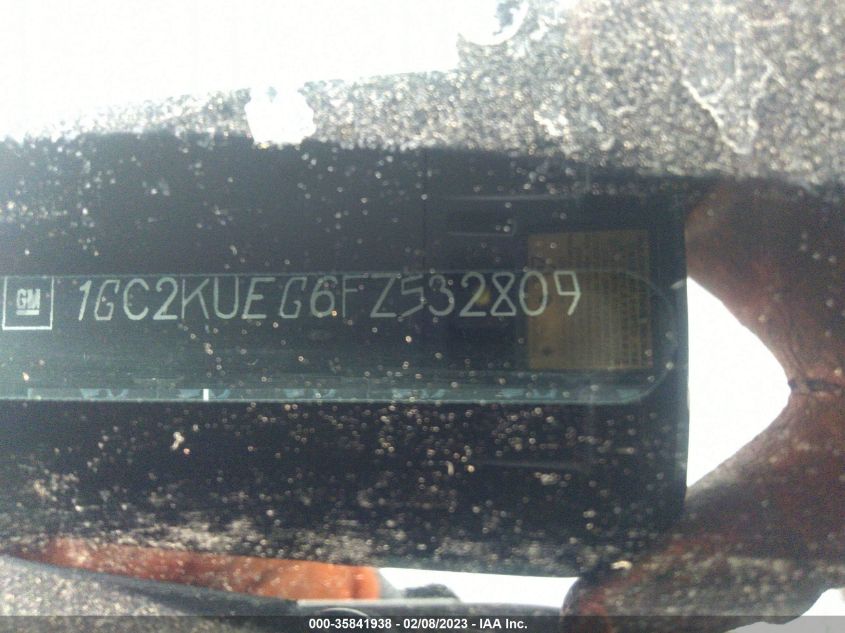 GM 1GC2KUEG6FZ532809
000-35841938 - 02/08/2023 - IAA Inc.